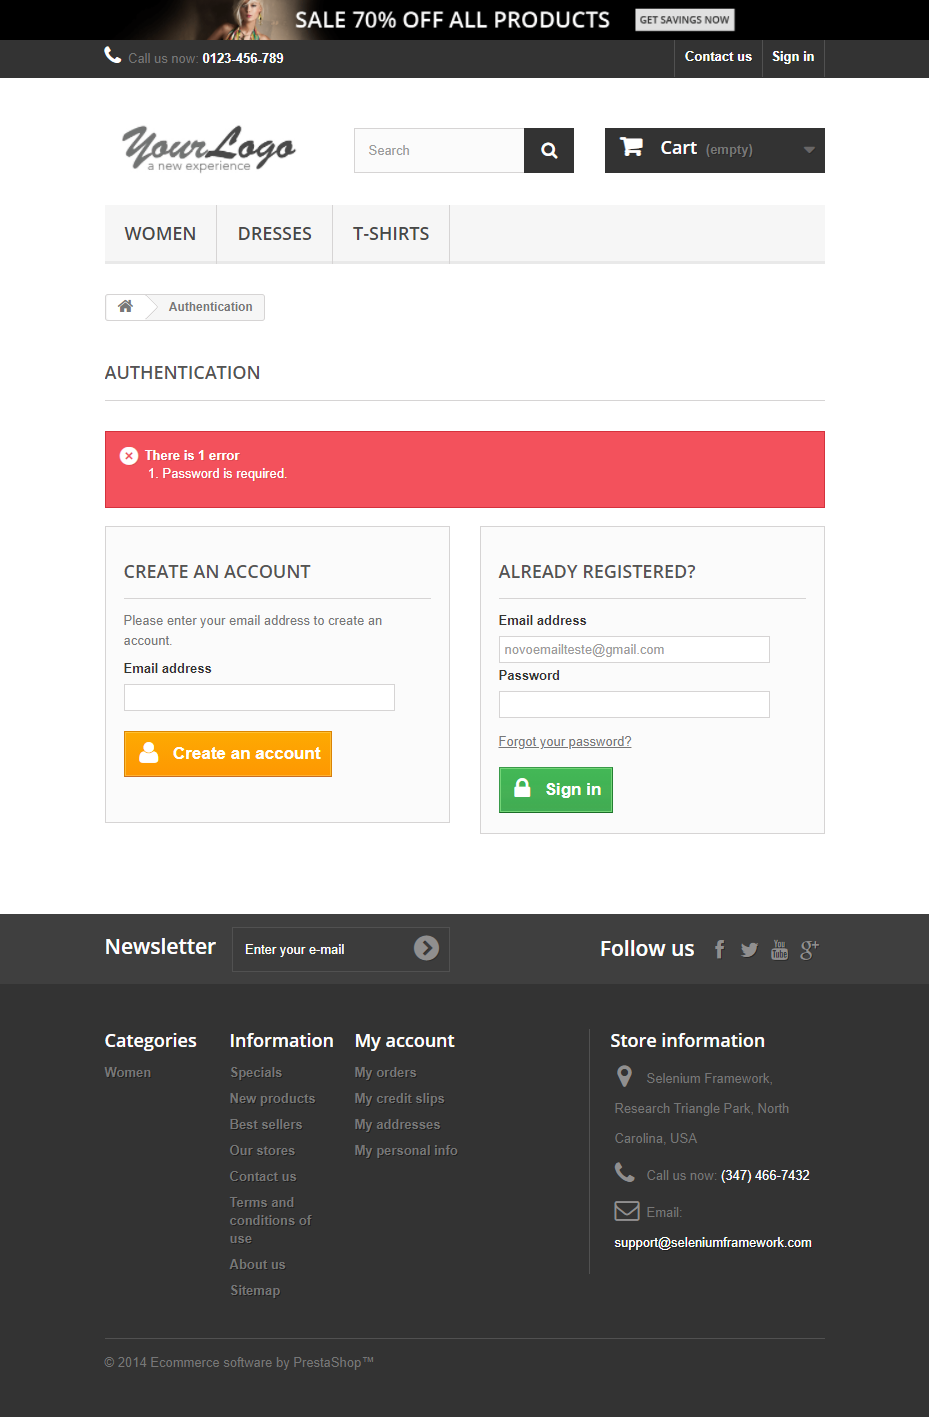 SALE 70% OFF ALL PRODUCTS GET SAVINGS NOW
Call us now: 0123-456-789 Contact us Sign in
YourLogo
a new experience
Search
Cart (empty)
WOMEN DRESSES T-SHIRTS
Authentication
AUTHENTICATION
There is 1 error
1. Password is required.
CREATE AN ACCOUNT
Please enter your email address to create an
account.
Email address
Create an account
ALREADY REGISTERED?
Email address
novoemailteste@gmail.com
Password
Forgot your password?
Sign in
Newsletter Enter your e-mail
Follow us
You
Tube
g+
Categories
Women
Information
Specials
New products
Best sellers
Our stores
Contact us
Terms and
conditions of
use
About us
Sitemap
My account
My orders
My credit slips
My addresses
My personal info
Store information
Selenium Framework,
Research Triangle Park, North
Carolina, USA
Call us now: (347) 466-7432
Email:
support@seleniumframework.com
© 2014 Ecommerce software by PrestaShop™